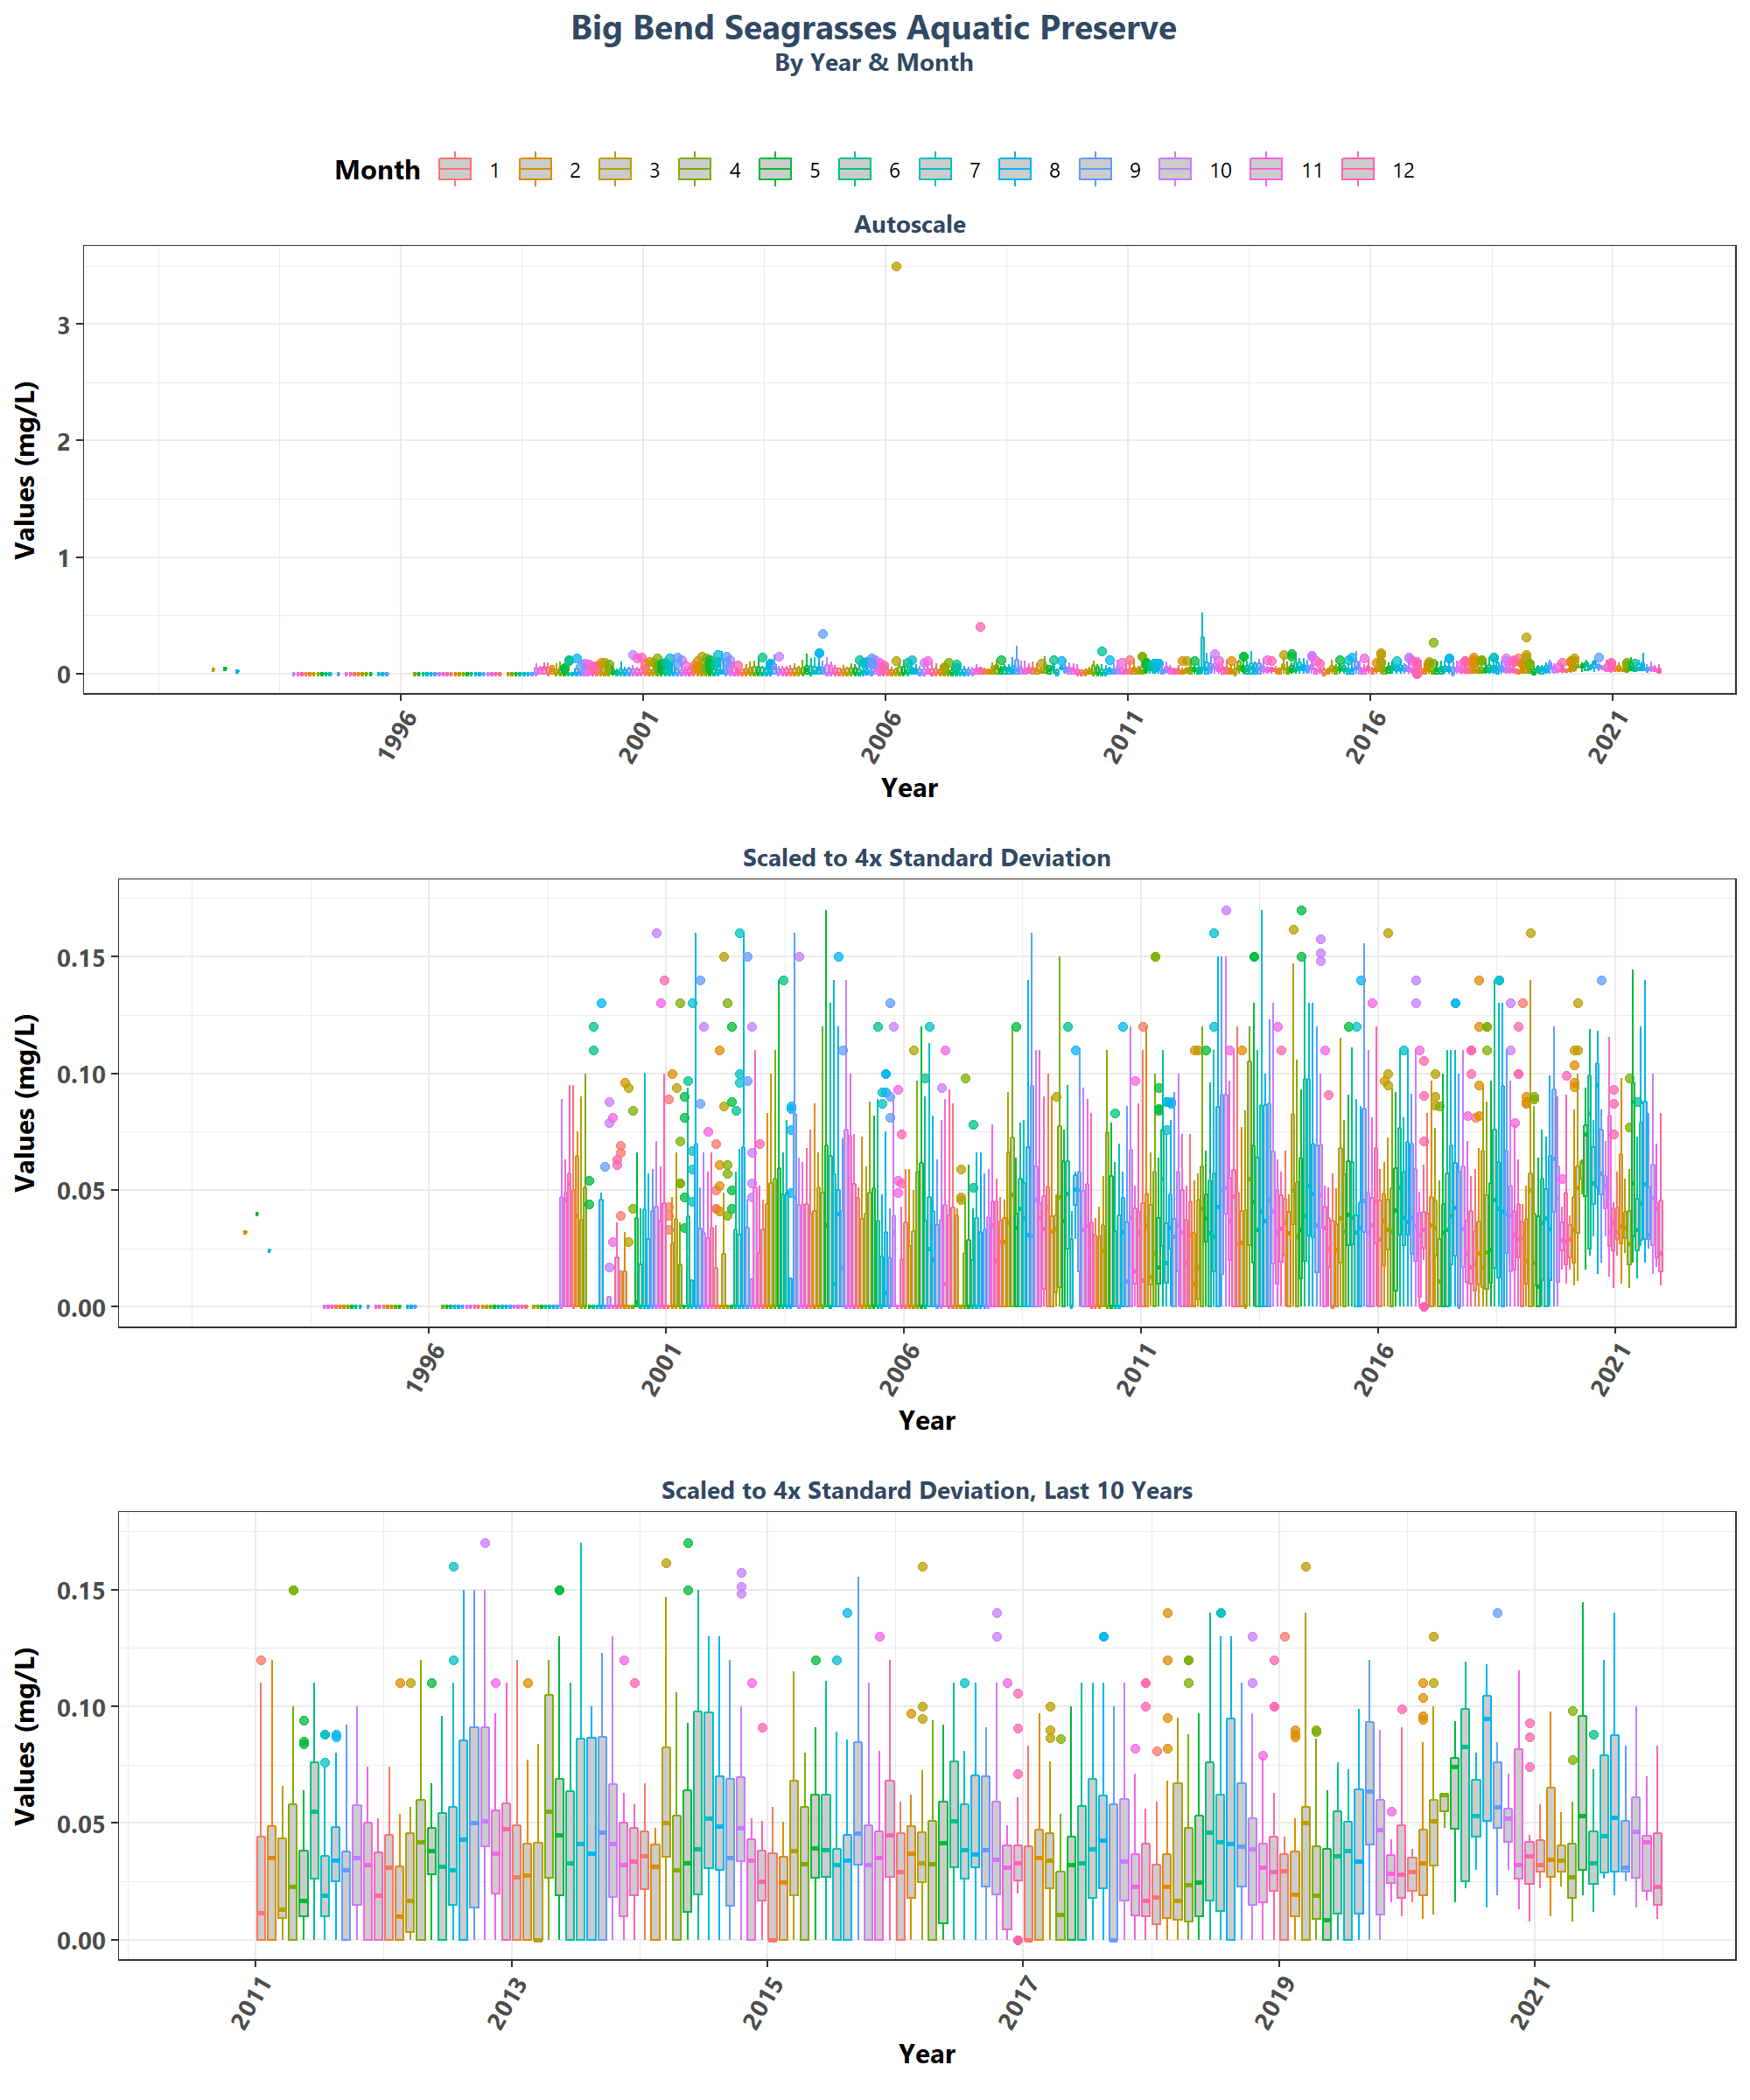 Big Bend Seagrasses Aquatic Preserve
By Year & Month
Month 1 2 3 4 5 6 7 8 9 10 11 12
Autoscale
Values (mg/L)
3
2
1
0
1996 2001 2006 2011 2016 2021
Year
Scaled to 4x Standard Deviation
Values (mg/L)
0.15
0.10
0.05
0.00
1996 2001 2006 2011 2016 2021
Year
Scaled to 4x Standard Deviation, Last 10 Years
Values (mg/L)
0.15
0.10
0.05
0.00
2011 2013 2015 2017 2019 2021
Year